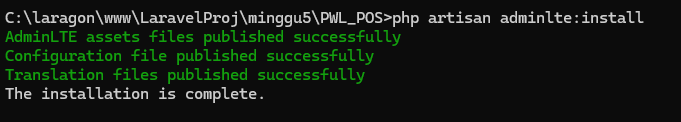 C:\laragon\www\LaravelProj\minggu5\PWL_POS>php artisan adminlte:install
AdminLTE assets files published successfully
Configuration file published successfully
Translation files published successfully
The installation is complete.